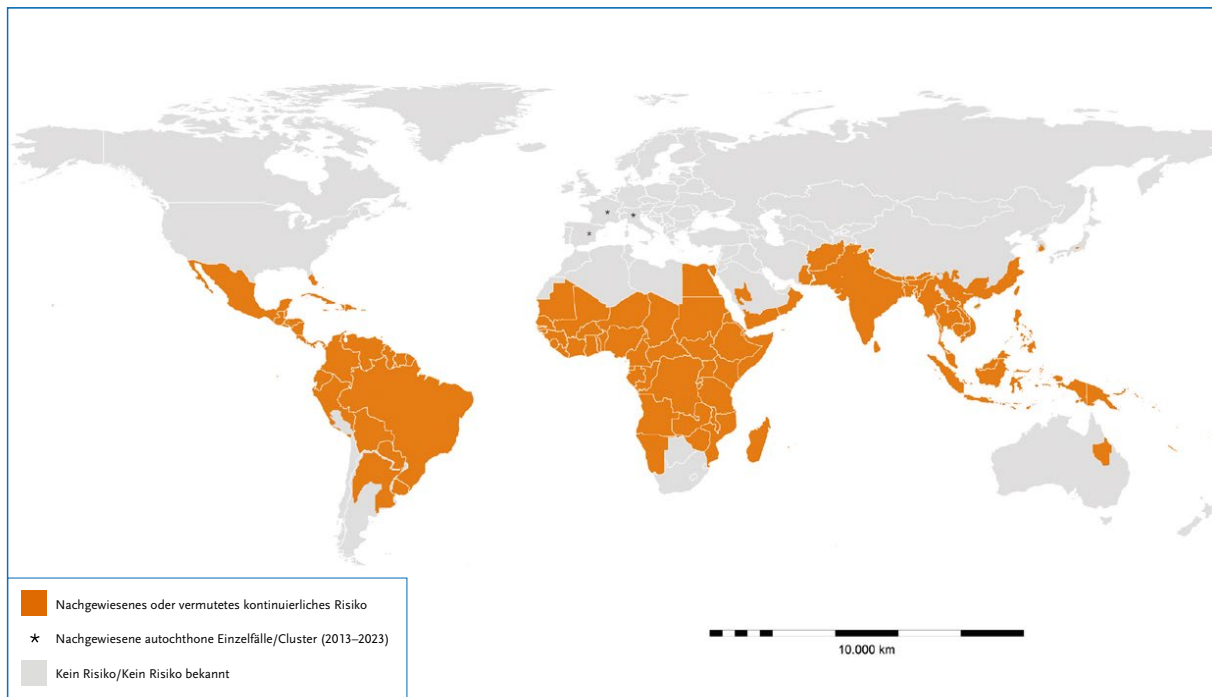 Nachgewiesenes oder vermutetes kontinuierliches Risiko
* Nachgewiesene autochthone Einzelfälle/Cluster (2013–2023)
Kein Risiko/Kein Risiko bekannt
10.000 km